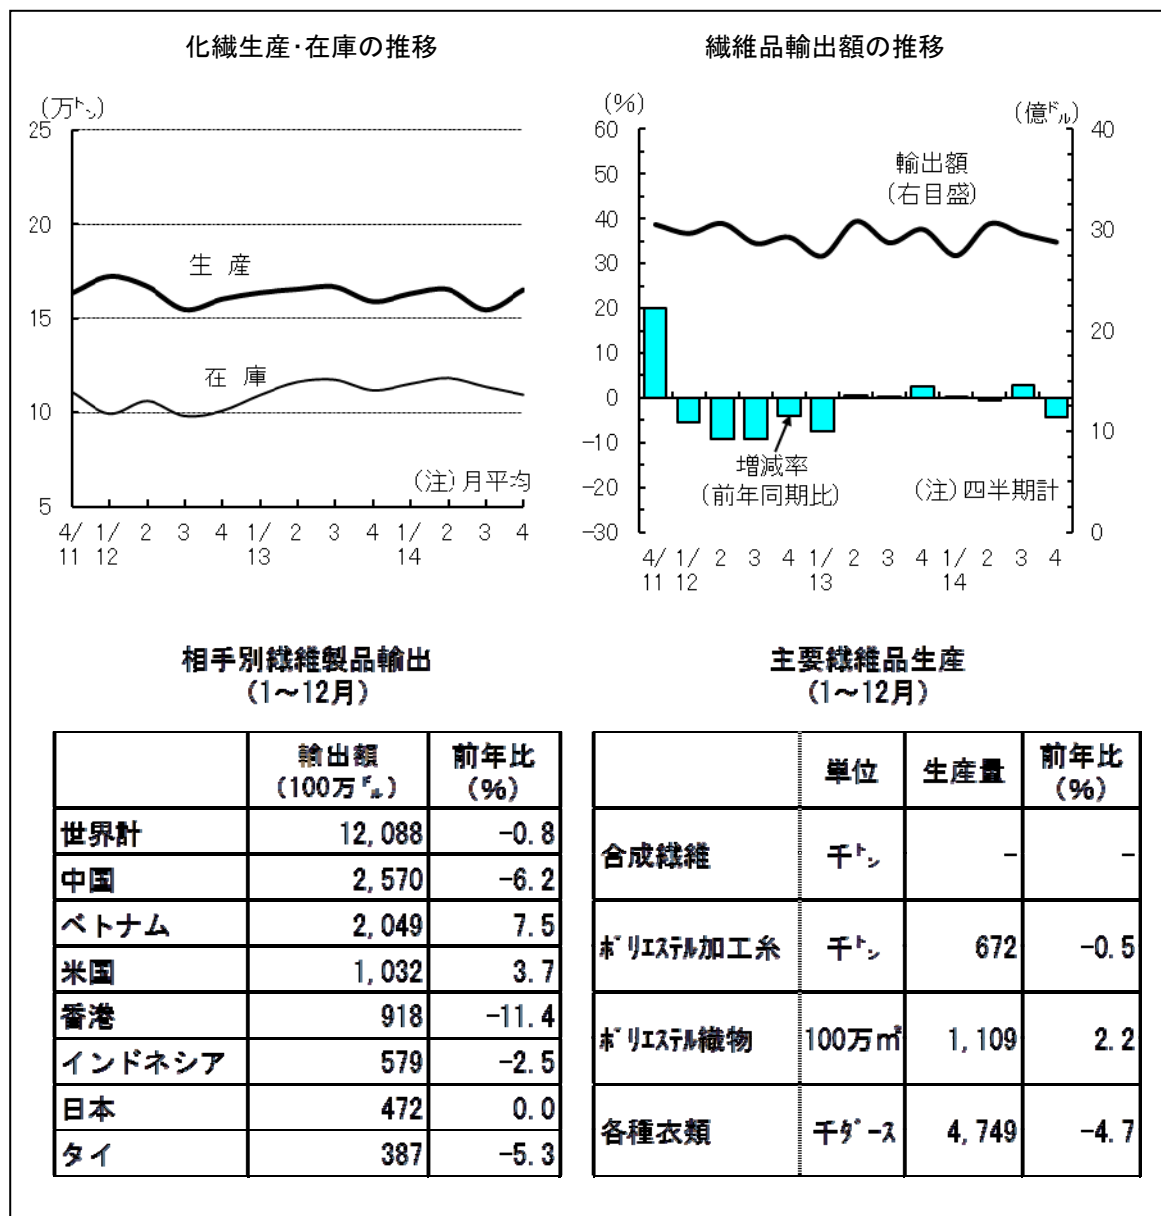 化繊生産･在庫の推移
(万㌧)
25
20
15
10
5
生 産
在 庫
(注)月平均
4/ 1/ 2 3 4 1/ 2 3 4 1/ 2 3 4
11 12 13 14
繊維品輸出額の推移
(%)
(億㌦)
60
50
40
30
20
10
0
-10
-20
-30
40
30
20
10
0
輸出額
(右目盛)
増減率
(前年同期比)
(注)四半期計
4/ 1/ 2 3 4 1/ 2 3 4 1/ 2 3 4
11 12 13 14
相手別繊維製品輸出
(1～12月)
輸出額 前年比
(100万㌦) (%)
世界計 12,088 -0.8
中国 2,570 -6.2
ベトナム 2,049 7.5
米国 1,032 3.7
香港 918 -11.4
インドネシア 579 -2.5
日本 472 0.0
タイ 387 -5.3
主要繊維品生産
(1～12月)
単位 生産量 前年比
(%)
合成繊維 千㌧ - -
ﾎﾟﾘｴｽﾃﾙ加工糸 千㌧ 672 -0.5
ﾎﾟﾘｴｽﾃﾙ織物 100万㎡ 1,109 2.2
各種衣類 千ﾀﾞｰｽ 4,749 -4.7